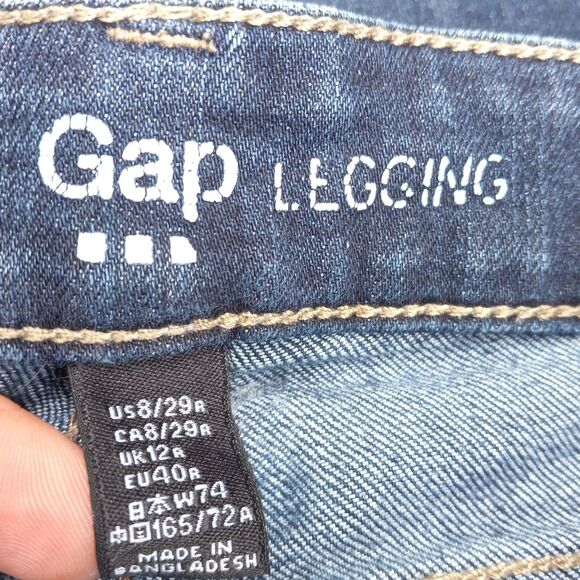 Gap LEGGING
US8/29R
CA8/29R
UK12R
EU40R
日本W74
中国165/72A
MADE IN
BANGLADESH